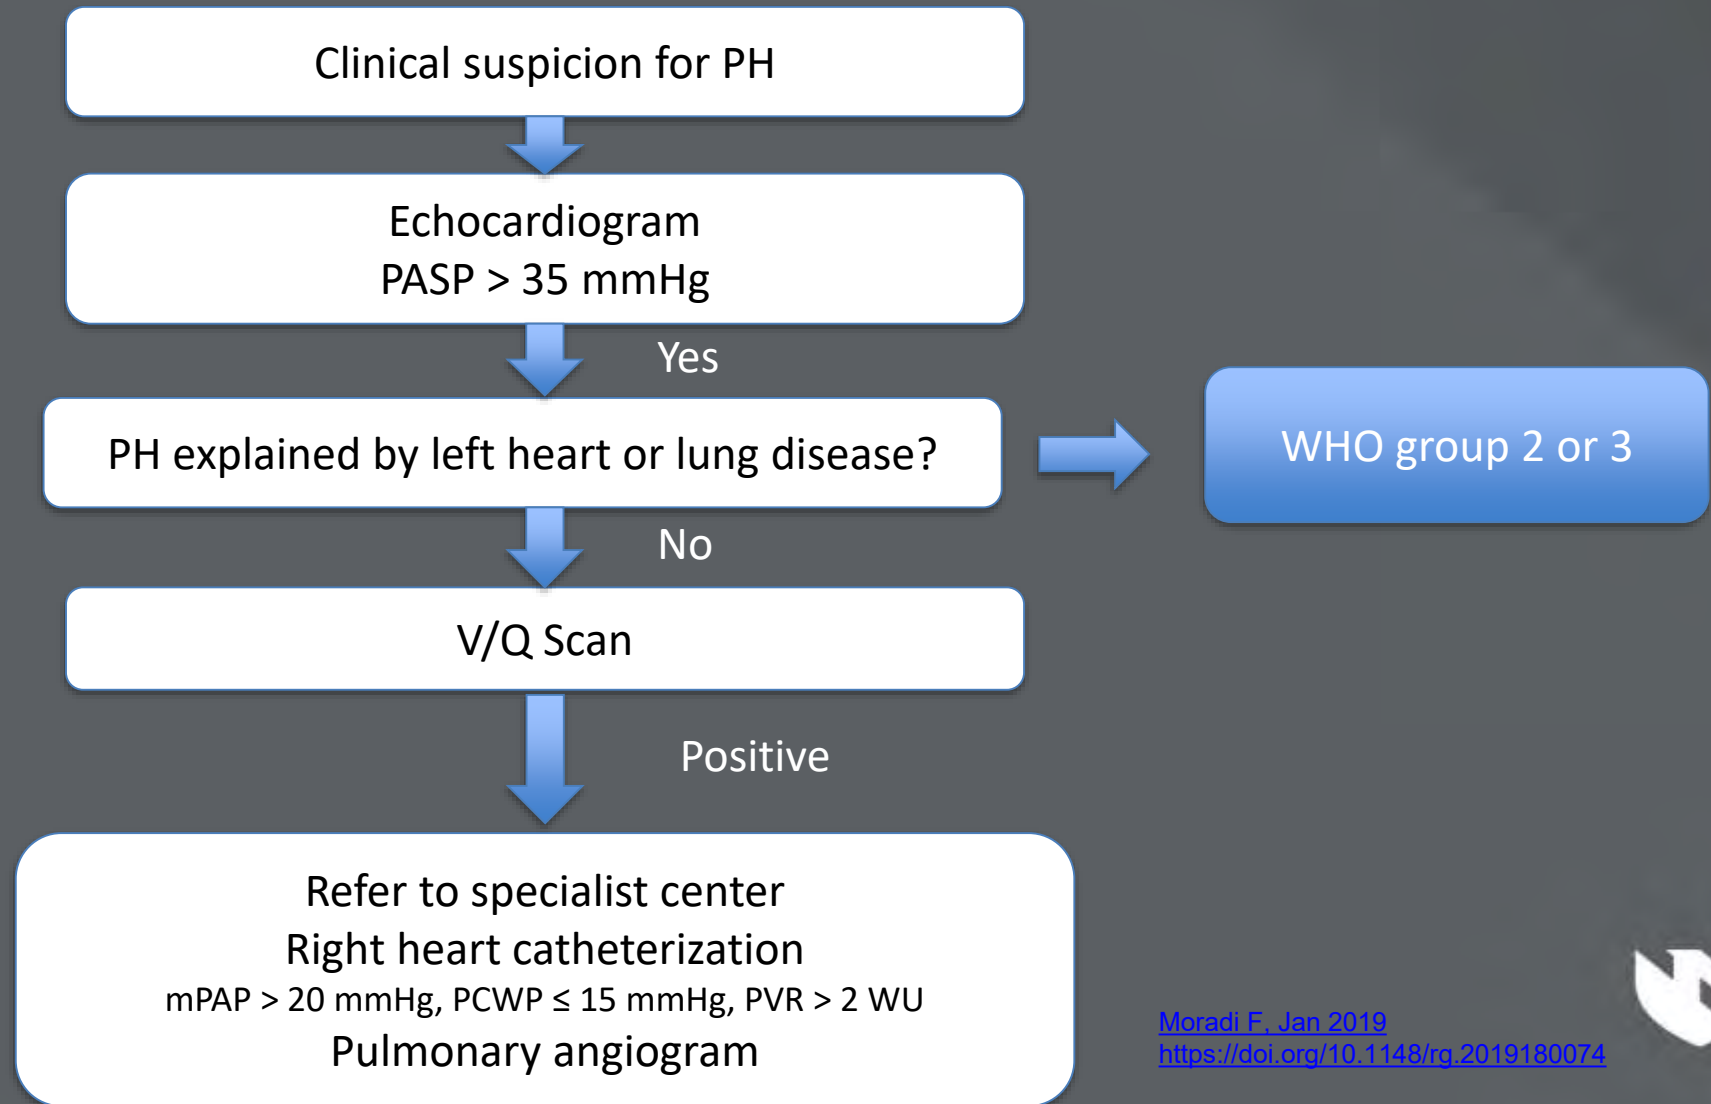 Clinical suspicion for PH
Echocardiogram
PASP > 35 mmHg
Yes
PH explained by left heart or lung disease?
WHO group 2 or 3
No
V/Q Scan
Positive
Refer to specialist center
Right heart catheterization
mPAP > 20 mmHg, PCWP ≤ 15 mmHg, PVR > 2 WU
Pulmonary angiogram
Moradi F, Jan 2019
https://doi.org/10.1148/rg.2019180074